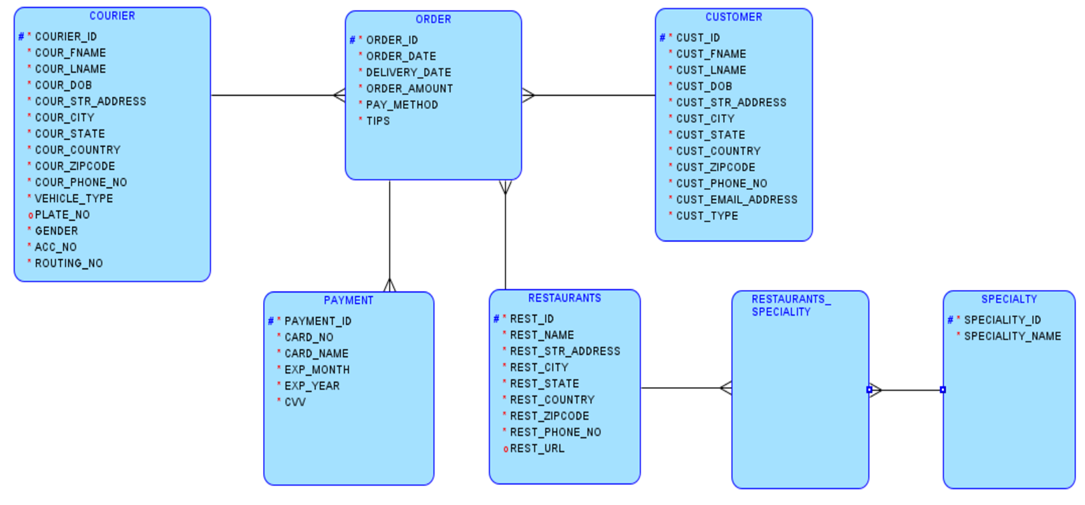 COURIER
#* COURIER_ID
* COUR_FNAME
* COUR_LNAME
* COUR_DOB
* COUR_STR_ADDRESS
* COUR_CITY
* COUR_STATE
* COUR_COUNTRY
* COUR_ZIPCODE
* COUR_PHONE_NO
* VEHICLE_TYPE
o PLATE_NO
* GENDER
* ACC_NO
* ROUTING_NO
ORDER
#* ORDER_ID
* ORDER_DATE
* DELIVERY_DATE
* ORDER_AMOUNT
* PAY_METHOD
* TIPS
CUSTOMER
#* CUST_ID
* CUST_FNAME
* CUST_LNAME
* CUST_DOB
* CUST_STR_ADDRESS
* CUST_CITY
* CUST_STATE
* CUST_COUNTRY
* CUST_ZIPCODE
* CUST_PHONE_NO
* CUST_EMAIL_ADDRESS
* CUST_TYPE
PAYMENT
#* PAYMENT_ID
* CARD_NO
* CARD_NAME
* EXP_MONTH
* EXP_YEAR
* CVV
RESTAURANTS
#* REST_ID
* REST_NAME
* REST_STR_ADDRESS
* REST_CITY
* REST_STATE
* REST_COUNTRY
* REST_ZIPCODE
* REST_PHONE_NO
o REST_URL
RESTAURANTS_
SPECIALITY
SPECIALTY
#* SPECIALITY_ID
* SPECIALITY_NAME